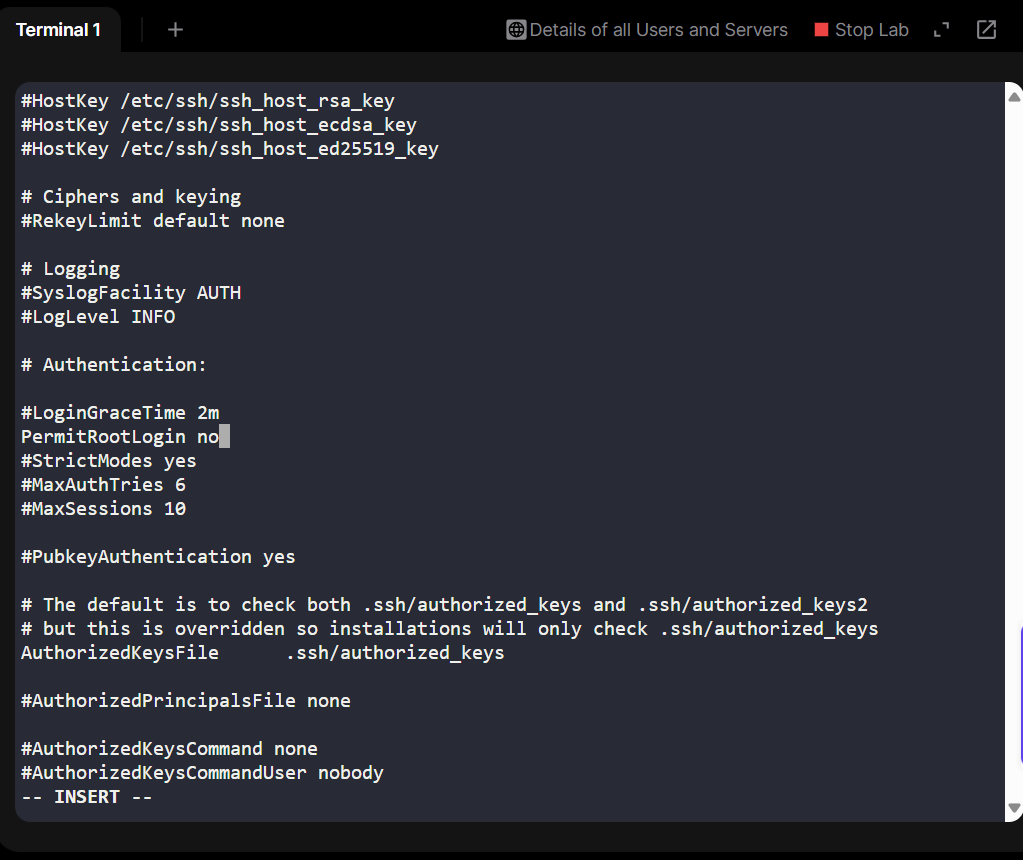 Terminal 1
+
Details of all Users and Servers
Stop Lab
#HostKey /etc/ssh/ssh_host_rsa_key
#HostKey /etc/ssh/ssh_host_ecdsa_key
#HostKey /etc/ssh/ssh_host_ed25519_key
# Ciphers and keying
#RekeyLimit default none
# Logging
#SyslogFacility AUTH
#LogLevel INFO
# Authentication:
#LoginGraceTime 2m
PermitRootLogin no
#StrictModes yes
#MaxAuthTries 6
#MaxSessions 10
#PubkeyAuthentication yes
# The default is to check both .ssh/authorized_keys and .ssh/authorized_keys2
# but this is overridden so installations will only check .ssh/authorized_keys
AuthorizedKeysFile      .ssh/authorized_keys
#AuthorizedPrincipalsFile none
#AuthorizedKeysCommand none
#AuthorizedKeysCommandUser nobody
-- INSERT --